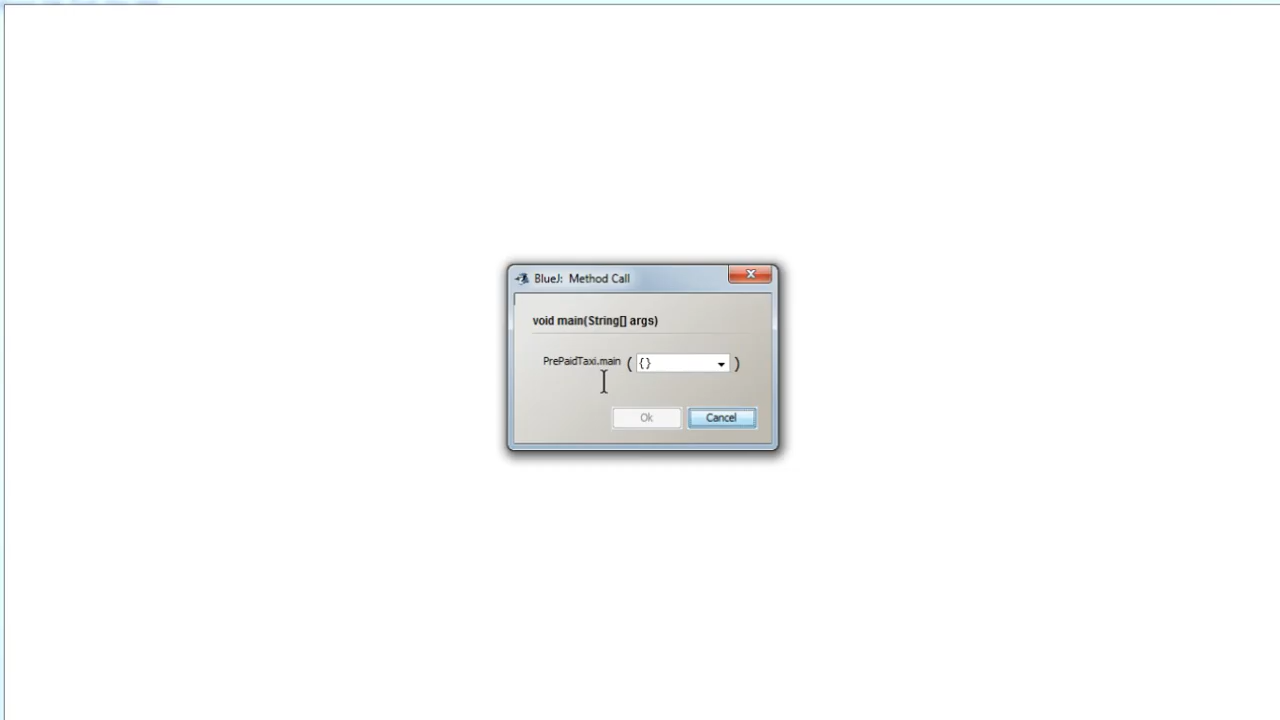 BlueJ: Method Call
void main(String[] args)
PrePaidTaxi.main ( {} )
Ok Cancel